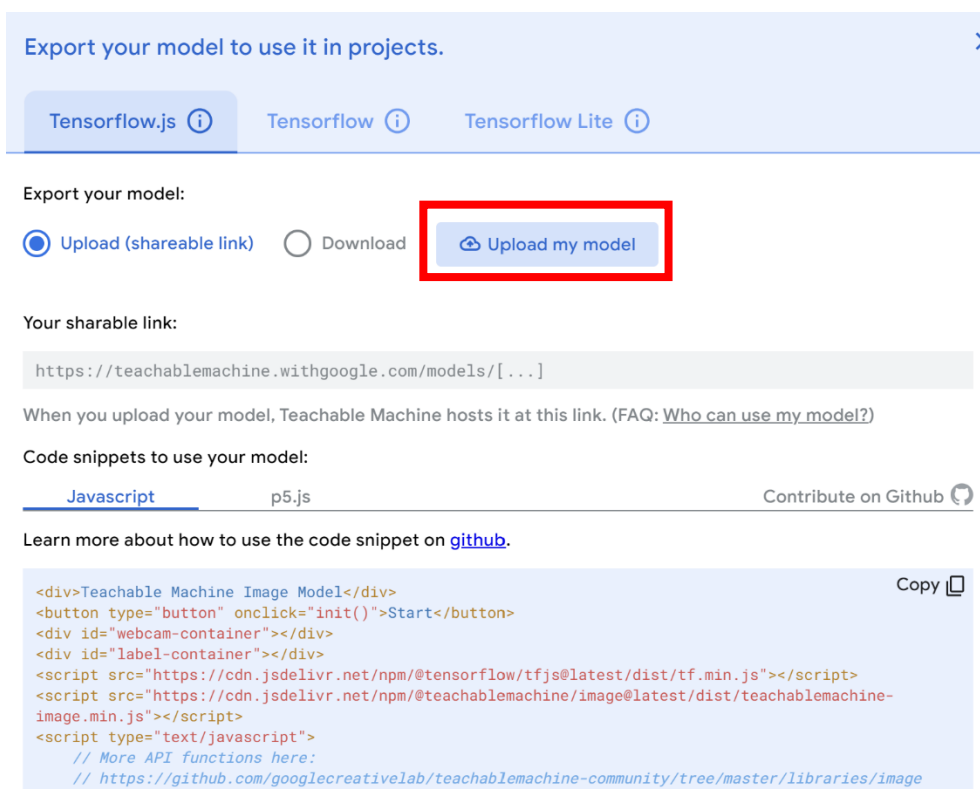 Export your model to use it in projects.
Tensorflow.js Tensorflow Tensorflow Lite
Export your model:
Upload (shareable link) Download Upload my model
Your sharable link:
https://teachablemachine.withgoogle.com/models/[...]
When you upload your model, Teachable Machine hosts it at this link. (FAQ: Who can use my model?)
Code snippets to use your model:
Javascript p5.js Contribute on Github
Learn more about how to use the code snippet on github.
Copy
<div>Teachable Machine Image Model</div>
<button type="button" onclick="init()">Start</button>
<div id="webcam-container"></div>
<div id="label-container"></div>
<script src="https://cdn.jsdelivr.net/npm/@tensorflow/tfjs@latest/dist/tf.min.js"></script>
<script src="https://cdn.jsdelivr.net/npm/@teachablemachine/image@latest/dist/teachablemachine-
image.min.js"></script>
<script type="text/javascript">
// More API functions here:
// https://github.com/googlecreativelab/teachablemachine-community/tree/master/libraries/image